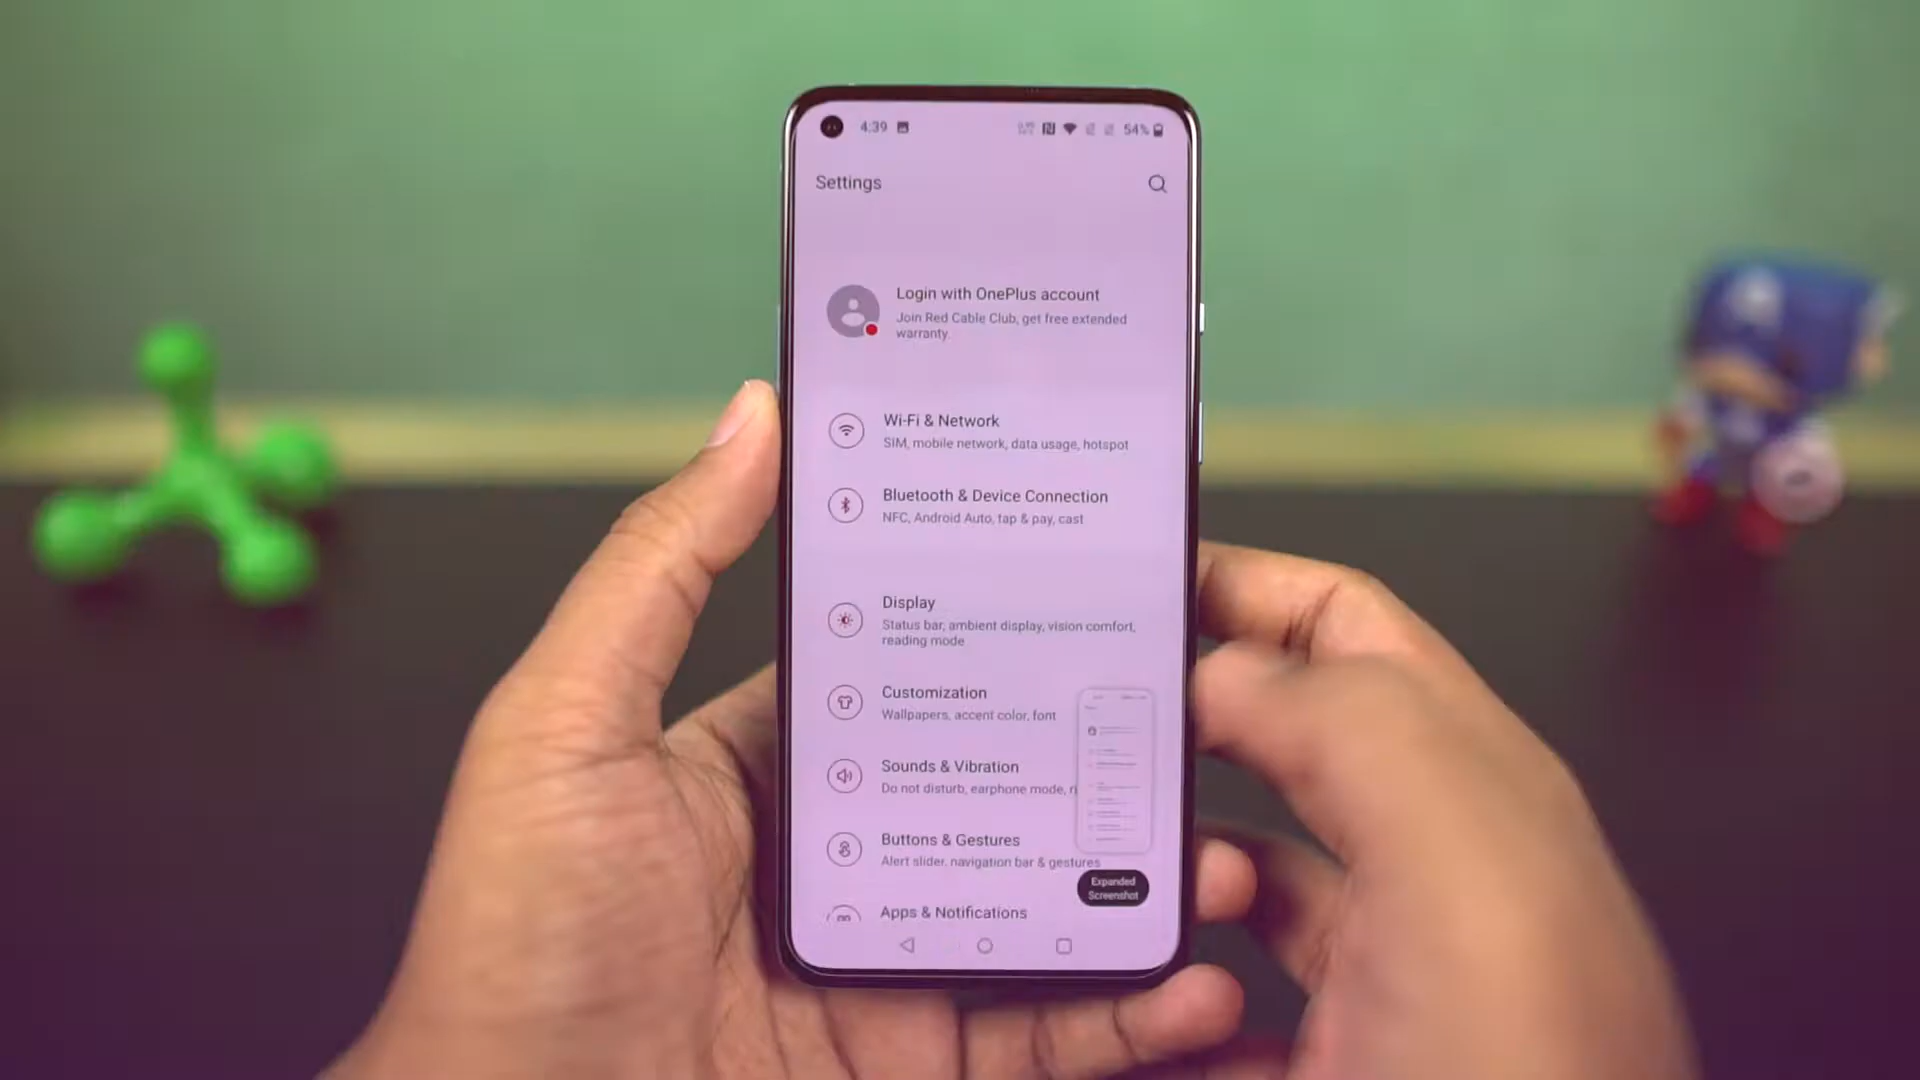 4:39
54%
Settings
Login with OnePlus account
Join Red Cable Club, get free extended
warranty.
Wi-Fi & Network
SIM, mobile network, data usage, hotspot
Bluetooth & Device Connection
NFC, Android Auto, tap & pay, cast
Display
Status bar, ambient display, vision comfort,
reading mode
Customization
Wallpapers, accent color, font
Sounds & Vibration
Do not disturb, earphone mode,
Buttons & Gestures
Alert slider, navigation bar & gestures
Expanded
Screenshot
Apps & Notifications